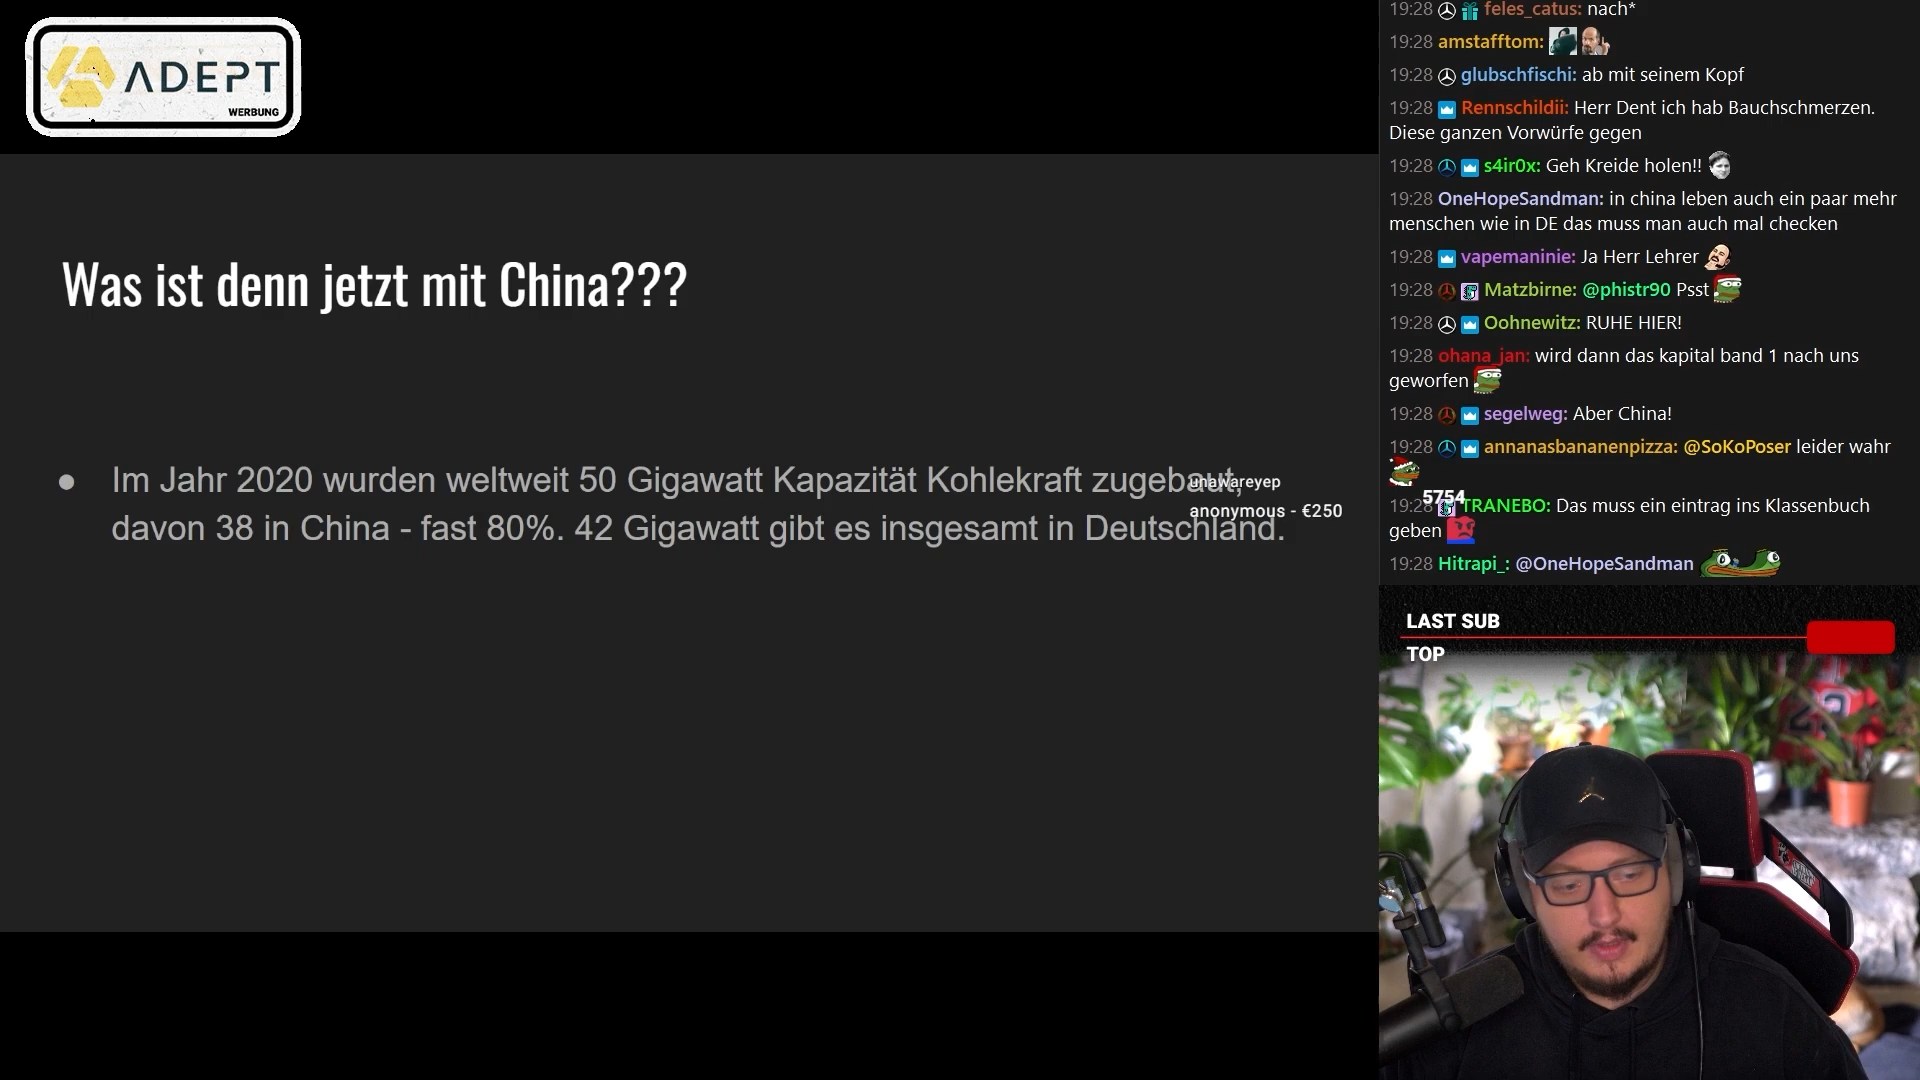 ADEPT
WERBUNG
Was ist denn jetzt mit China???
● Im Jahr 2020 wurden weltweit 50 Gigawatt Kapazität Kohlekraft zugebaut,
davon 38 in China - fast 80%. 42 Gigawatt gibt es insgesamt in Deutschland.
unawareyep
anonymous - €250
19:28 feles_catus: nach*
19:28 amstafftom:
19:28 glubschfischi: ab mit seinem Kopf
19:28 Rennschildii: Herr Dent ich hab Bauchschmerzen.
Diese ganzen Vorwürfe gegen
19:28 s4ir0x: Geh Kreide holen!!
19:28 OneHopeSandman: in china leben auch ein paar mehr
menschen wie in DE das muss man auch mal checken
19:28 vapemaninie: Ja Herr Lehrer
19:28 Matzbirne: @phistr90 Psst
19:28 Oohnewitz: RUHE HIER!
19:28 ohana_jan: wird dann das kapital band 1 nach uns
geworfen
19:28 segelweg: Aber China!
19:28 annanasbananenpizza: @SoKoPoser leider wahr
5754
19:28 TRANEBO: Das muss ein eintrag ins Klassenbuch
geben
19:28 Hitrapi_: @OneHopeSandman
LAST SUB
TOP
23